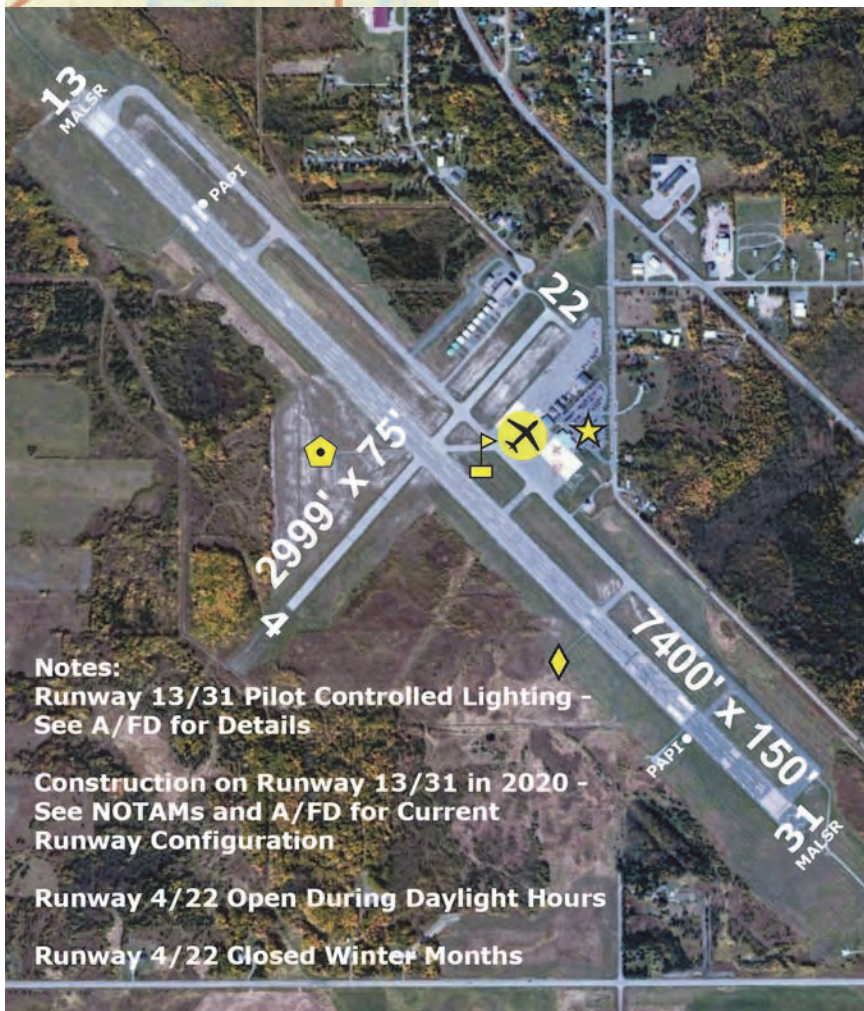 13
MALSR
PAPI
22
2999' x 75'
4
7400' x 150'
PAPI
31
MALSR
Notes:
Runway 13/31 Pilot Controlled Lighting -
See A/FD for Details
Construction on Runway 13/31 in 2020 -
See NOTAMs and A/FD for Current
Runway Configuration
Runway 4/22 Open During Daylight Hours
Runway 4/22 Closed Winter Months